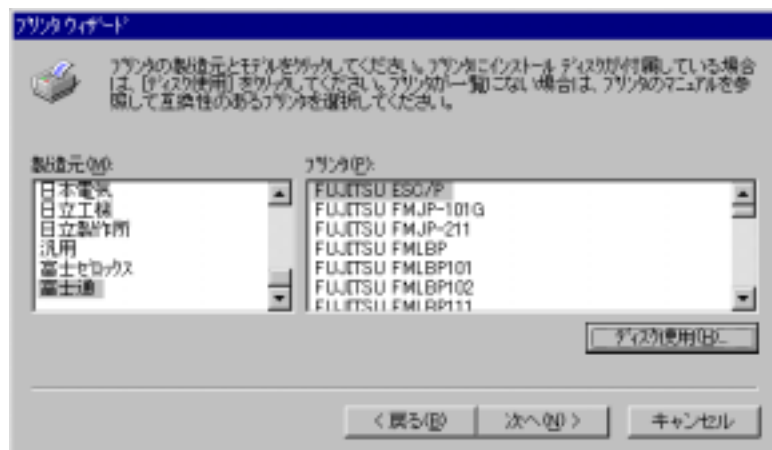 プリンタ ウィザード
プリンタの製造元とモデルをクリックしてください。プリンタにインストール ディスクが付属している場合
は、[ディスク使用] をクリックしてください。プリンタが一覧にない場合は、プリンタのマニュアルを参
照して互換性のあるプリンタを選択してください。
製造元(M):
プリンタ(P):
日本電気
日立工機
日立製作所
汎用
富士ゼロックス
富士通
FUJITSU ESC/P
FUJITSU FMJP-101G
FUJITSU FMJP-211
FUJITSU FMLBP
FUJITSU FMLBP101
FUJITSU FMLBP102
FUJITSU FMLBP111
ディスク使用(H)...
< 戻る(B)
次へ(N) >
キャンセル